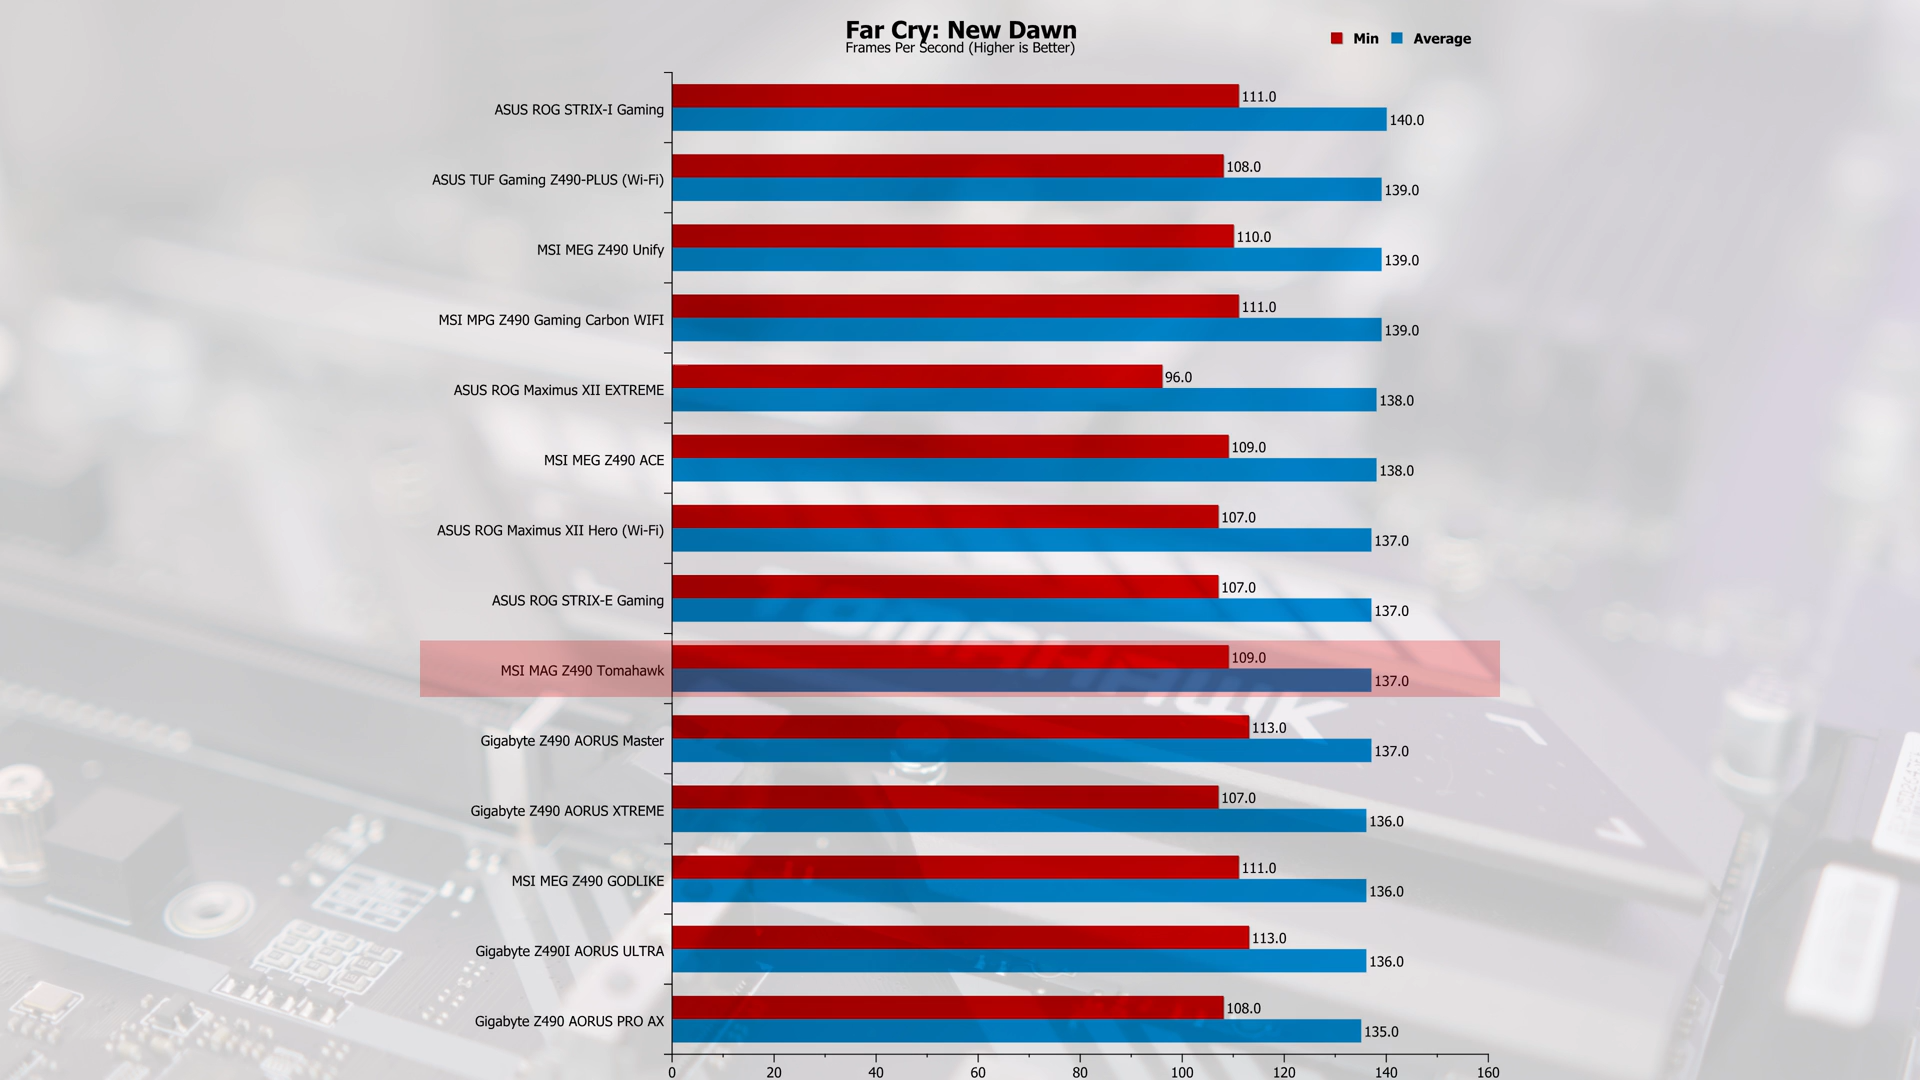 Far Cry: New Dawn
Frames Per Second (Higher is Better)
Min Average
ASUS ROG STRIX-I Gaming 111.0 140.0
ASUS TUF Gaming Z490-PLUS (Wi-Fi) 108.0 139.0
MSI MEG Z490 Unify 110.0 139.0
MSI MPG Z490 Gaming Carbon WIFI 111.0 139.0
ASUS ROG Maximus XII EXTREME 96.0 138.0
MSI MEG Z490 ACE 109.0 138.0
ASUS ROG Maximus XII Hero (Wi-Fi) 107.0 137.0
ASUS ROG STRIX-E Gaming 107.0 137.0
TOMAHAWK
MSI MAG Z490 Tomahawk 109.0 137.0
Gigabyte Z490 AORUS Master 113.0 137.0
Gigabyte Z490 AORUS XTREME 107.0 136.0
MSI MEG Z490 GODLIKE 111.0 136.0
Gigabyte Z490I AORUS ULTRA 113.0 136.0
Gigabyte Z490 AORUS PRO AX 108.0 135.0
0 20 40 60 80 100 120 140 160